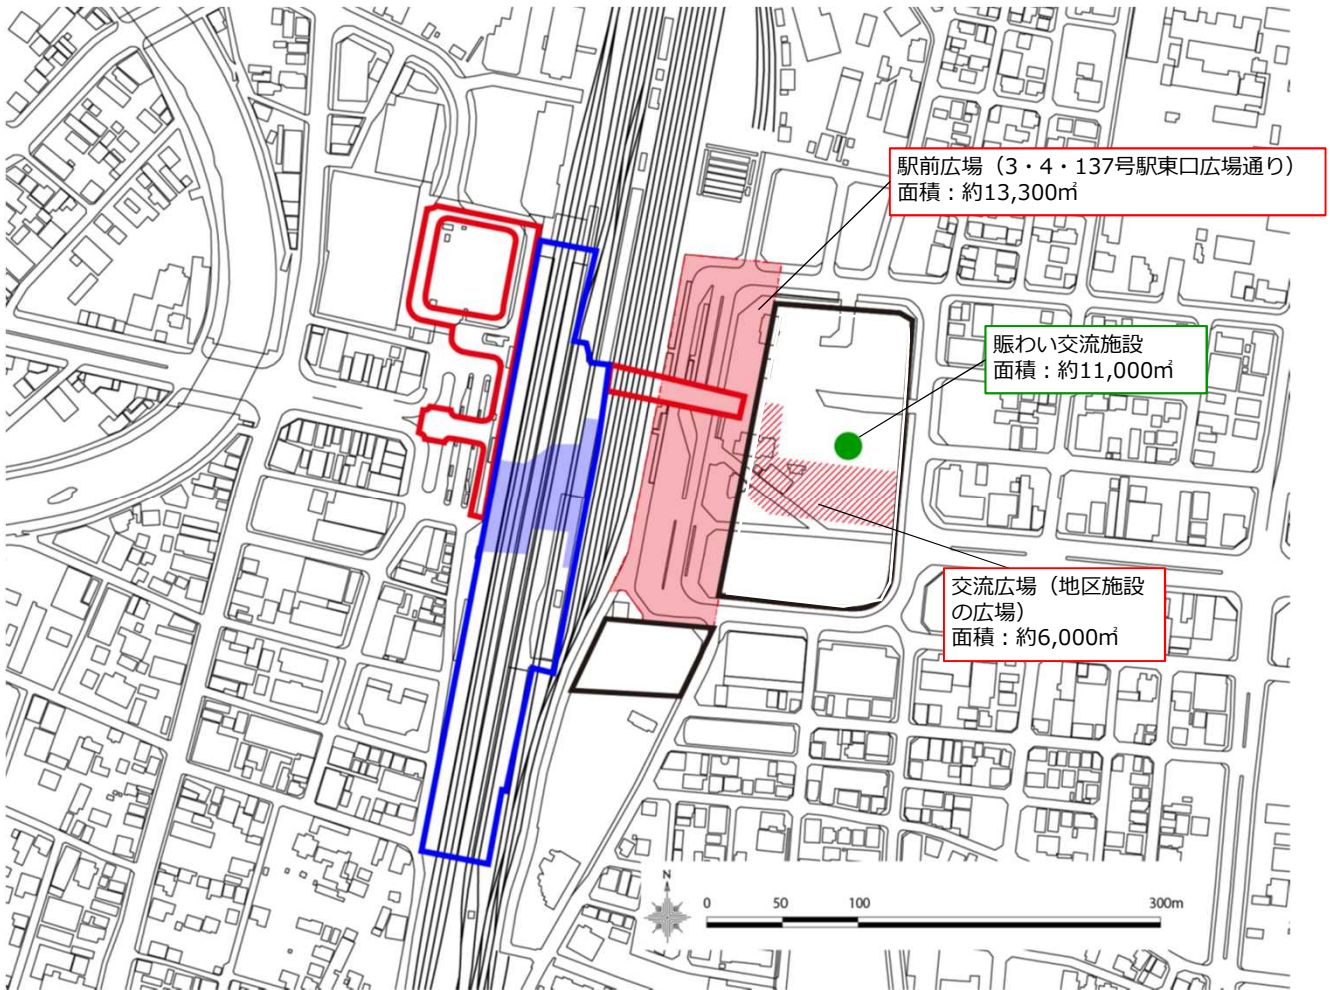 駅前広場（3・4・137号駅東口広場通り）
面積：約13,300㎡
賑わい交流施設
面積：約11,000㎡
交流広場（地区施設
の広場）
面積：約6,000㎡
N
0 50 100 300m